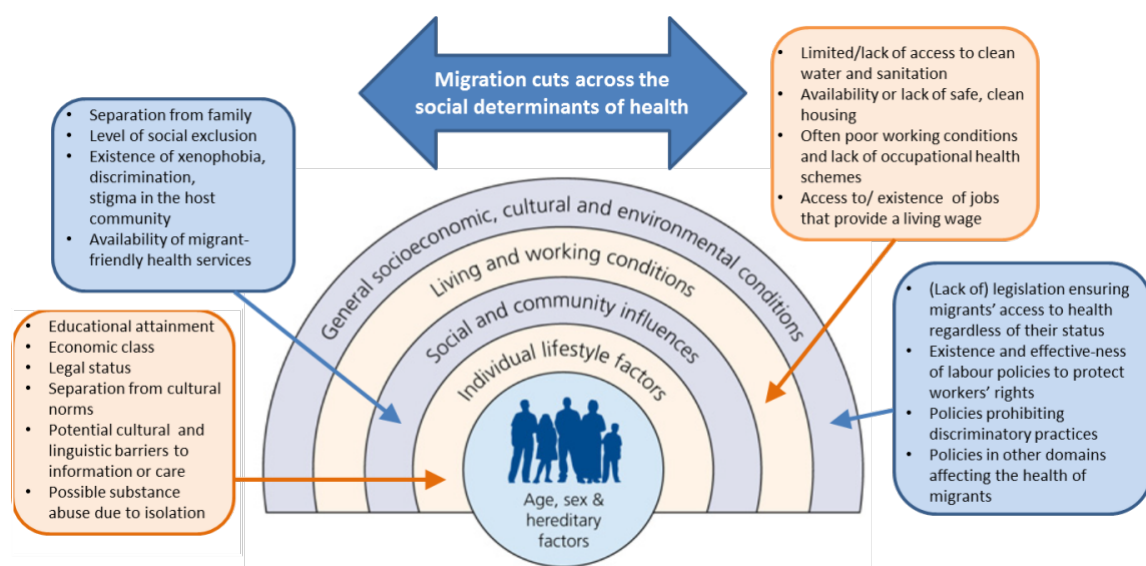 Migration cuts across the
social determinants of health
• Separation from family
• Level of social exclusion
• Existence of xenophobia,
discrimination,
stigma in the host
community
• Availability of migrant-
friendly health services
• Limited/lack of access to clean
water and sanitation
• Availability or lack of safe, clean
housing
• Often poor working conditions
and lack of occupational health
schemes
• Access to/ existence of jobs
that provide a living wage
General socioeconomic, cultural and environmental conditions
Living and working conditions
Social and community influences
Individual lifestyle factors
Age, sex &
hereditary
factors
• Educational attainment
• Economic class
• Legal status
• Separation from cultural
norms
• Potential cultural and
linguistic barriers to
information or care
• Possible substance
abuse due to isolation
• (Lack of) legislation ensuring
migrants’ access to health
regardless of their status
• Existence and effective-ness
of labour policies to protect
workers’ rights
• Policies prohibiting
discriminatory practices
• Policies in other domains
affecting the health of
migrants